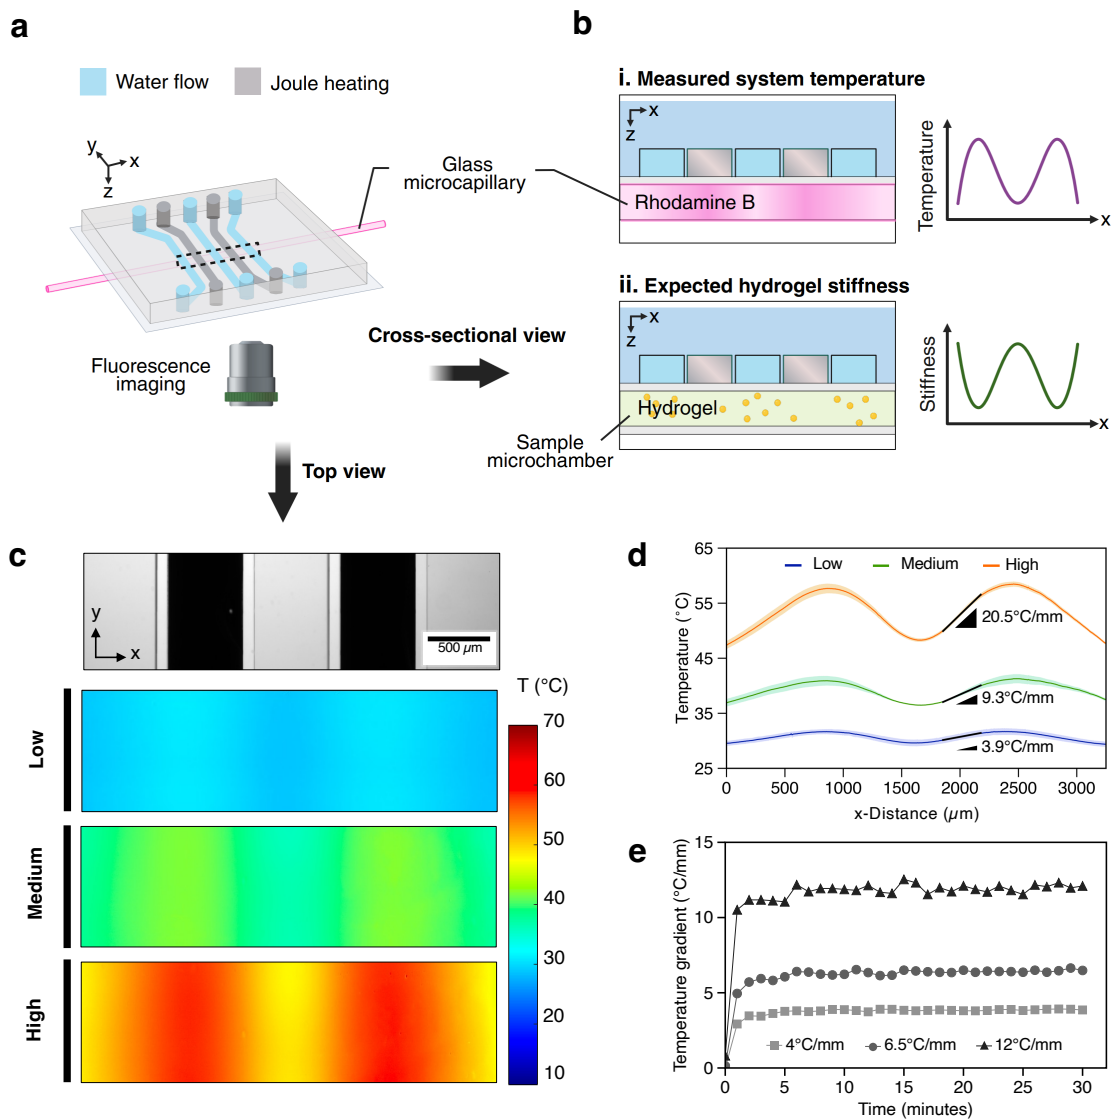 a
Water flow
Joule heating
y
x
z
Glass
microcapillary
Fluorescence
imaging
Cross-sectional view
Top view
b
i. Measured system temperature
x
z
Rhodamine B
Temperature
x
ii. Expected hydrogel stiffness
x
z
Hydrogel
Sample
microchamber
Stiffness
x
c
y
x
500 µm
T (°C)
70
60
50
40
30
20
10
Low
Medium
High
d
Low
Medium
High
65
55
45
35
25
Temperature (°C)
20.5°C/mm
9.3°C/mm
3.9°C/mm
0
500
1000
1500
2000
2500
3000
x-Distance (µm)
e
15
10
5
0
Temperature gradient (°C/mm)
4°C/mm
6.5°C/mm
12°C/mm
0
5
10
15
20
25
30
Time (minutes)